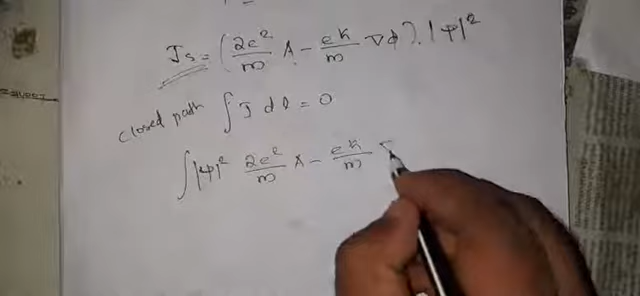 Js = (2e²/m A - eℏ/m ∇φ). |ψ|²
closed path ∫ J dl = 0
∫|ψ|² 2e²/m A - eℏ/m ∇